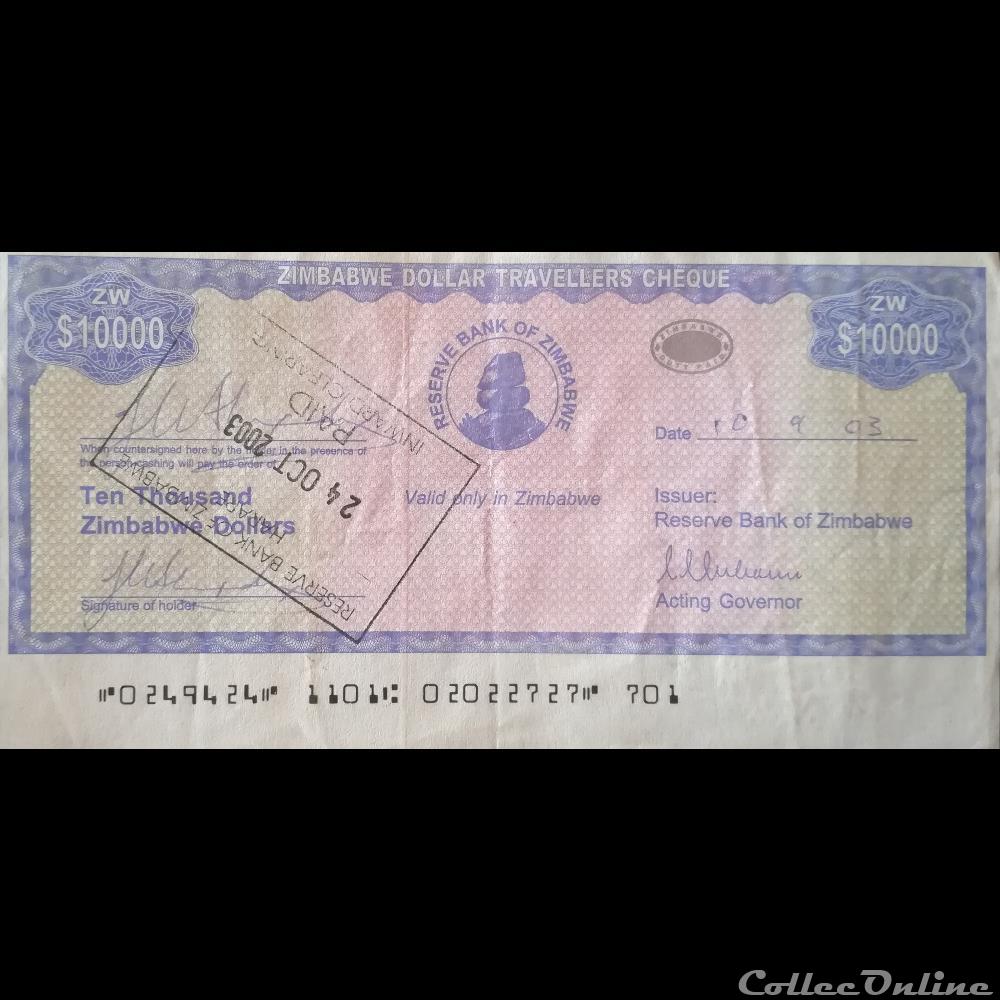 ZIMBABWE DOLLAR TRAVELLERS CHEQUE
ZW
$10000
ZW
$10000
RESERVE BANK OF ZIMBABWE
Date 10 9 03
When countersigned here by the holder in the presence of
the person cashing will pay the order of
Ten Thousand
Zimbabwe Dollars
Valid only in Zimbabwe
Issuer:
Reserve Bank of Zimbabwe
Signature of holder
Acting Governor
INWARD CLEARING
PAID
24 OCT 2003
HARARE
RESERVE BANK OF ZIMBABWE
⑈0249424⑈ 1101⑆ 02022727⑈ 701
CollecOnline